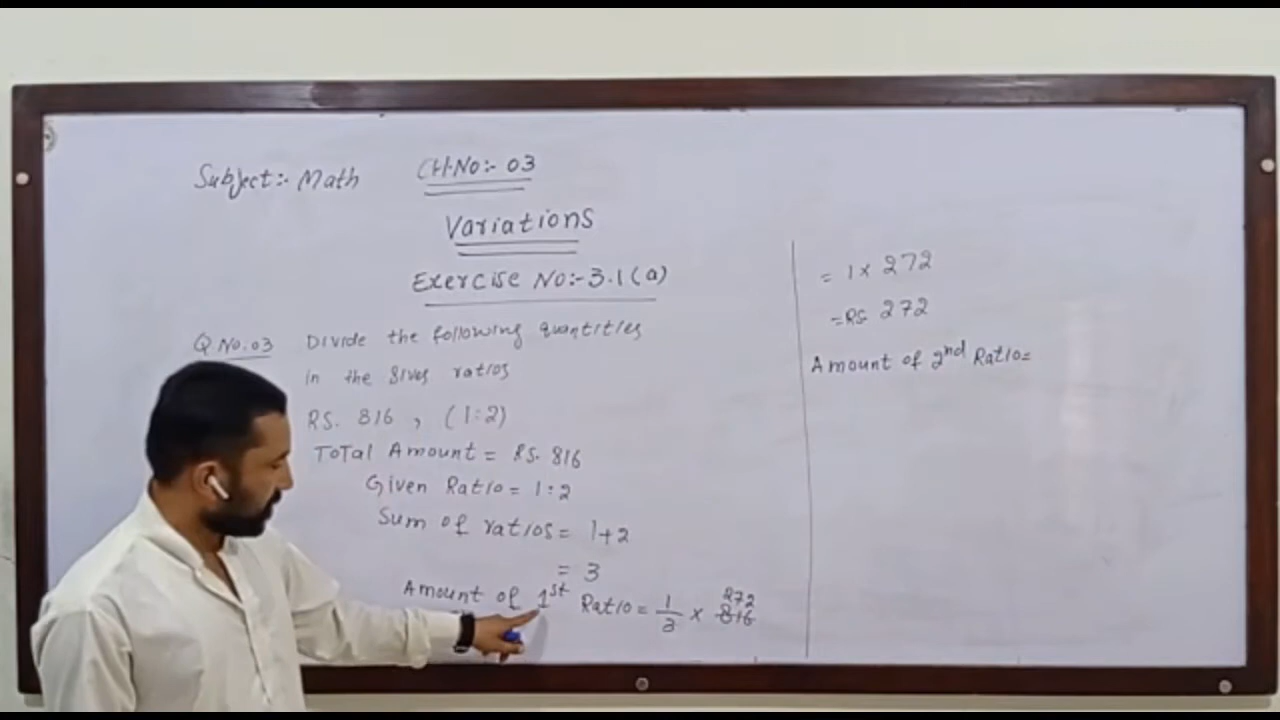 Subject:- Math
CH.No:- 03
Variations
Exercise No:- 3.1(a)
Q.No.03 Divide the following quantities
in the gives ratios
RS. 816 , (1:2)
Total Amount = RS. 816
Given Ratio = 1:2
Sum of ratios = 1+2
= 3
Amount of 1st Ratio = 1/3 × 816 272
= 1 × 272
= RS 272
Amount of 2nd Ratio =